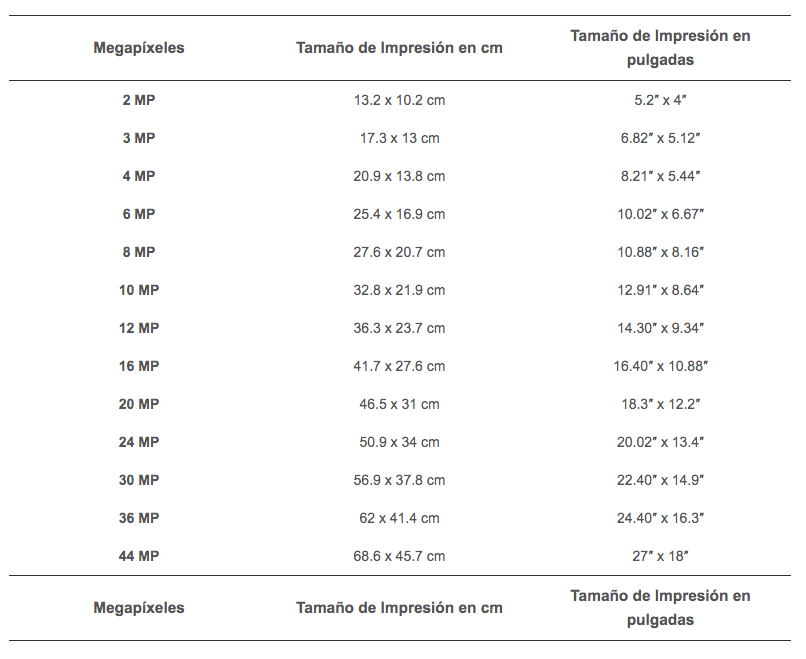 Megapíxeles Tamaño de Impresión en cm Tamaño de Impresión en
pulgadas
2 MP 13.2 x 10.2 cm 5.2″ x 4″
3 MP 17.3 x 13 cm 6.82″ x 5.12″
4 MP 20.9 x 13.8 cm 8.21″ x 5.44″
6 MP 25.4 x 16.9 cm 10.02″ x 6.67″
8 MP 27.6 x 20.7 cm 10.88″ x 8.16″
10 MP 32.8 x 21.9 cm 12.91″ x 8.64″
12 MP 36.3 x 23.7 cm 14.30″ x 9.34″
16 MP 41.7 x 27.6 cm 16.40″ x 10.88″
20 MP 46.5 x 31 cm 18.3″ x 12.2″
24 MP 50.9 x 34 cm 20.02″ x 13.4″
30 MP 56.9 x 37.8 cm 22.40″ x 14.9″
36 MP 62 x 41.4 cm 24.40″ x 16.3″
44 MP 68.6 x 45.7 cm 27″ x 18″
Megapíxeles Tamaño de Impresión en cm Tamaño de Impresión en
pulgadas